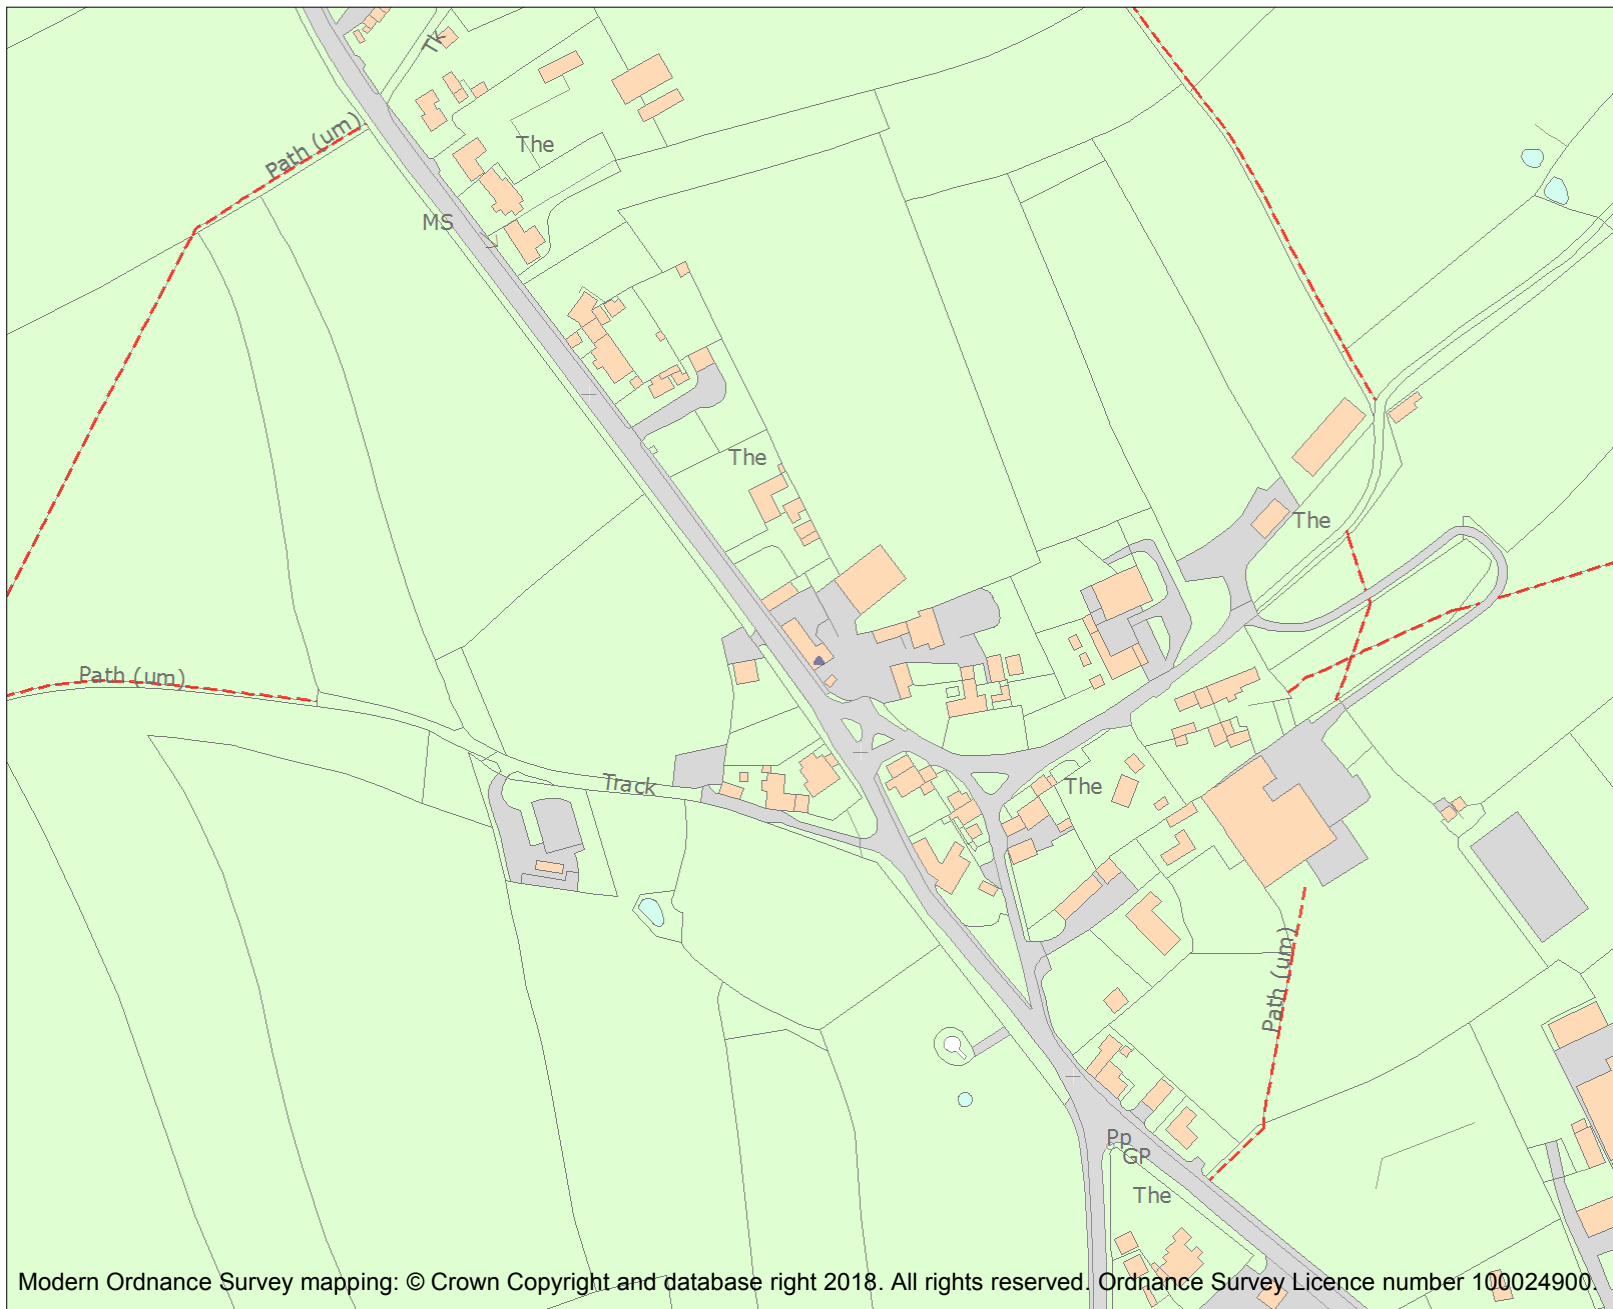 Tk
Path (um)
The
MS
The
The
Path (um)
Track
The
Path (um)
Pp
GP
The
Modern Ordnance Survey mapping: © Crown Copyright and database right 2018. All rights reserved. Ordnance Survey Licence number 100024900.